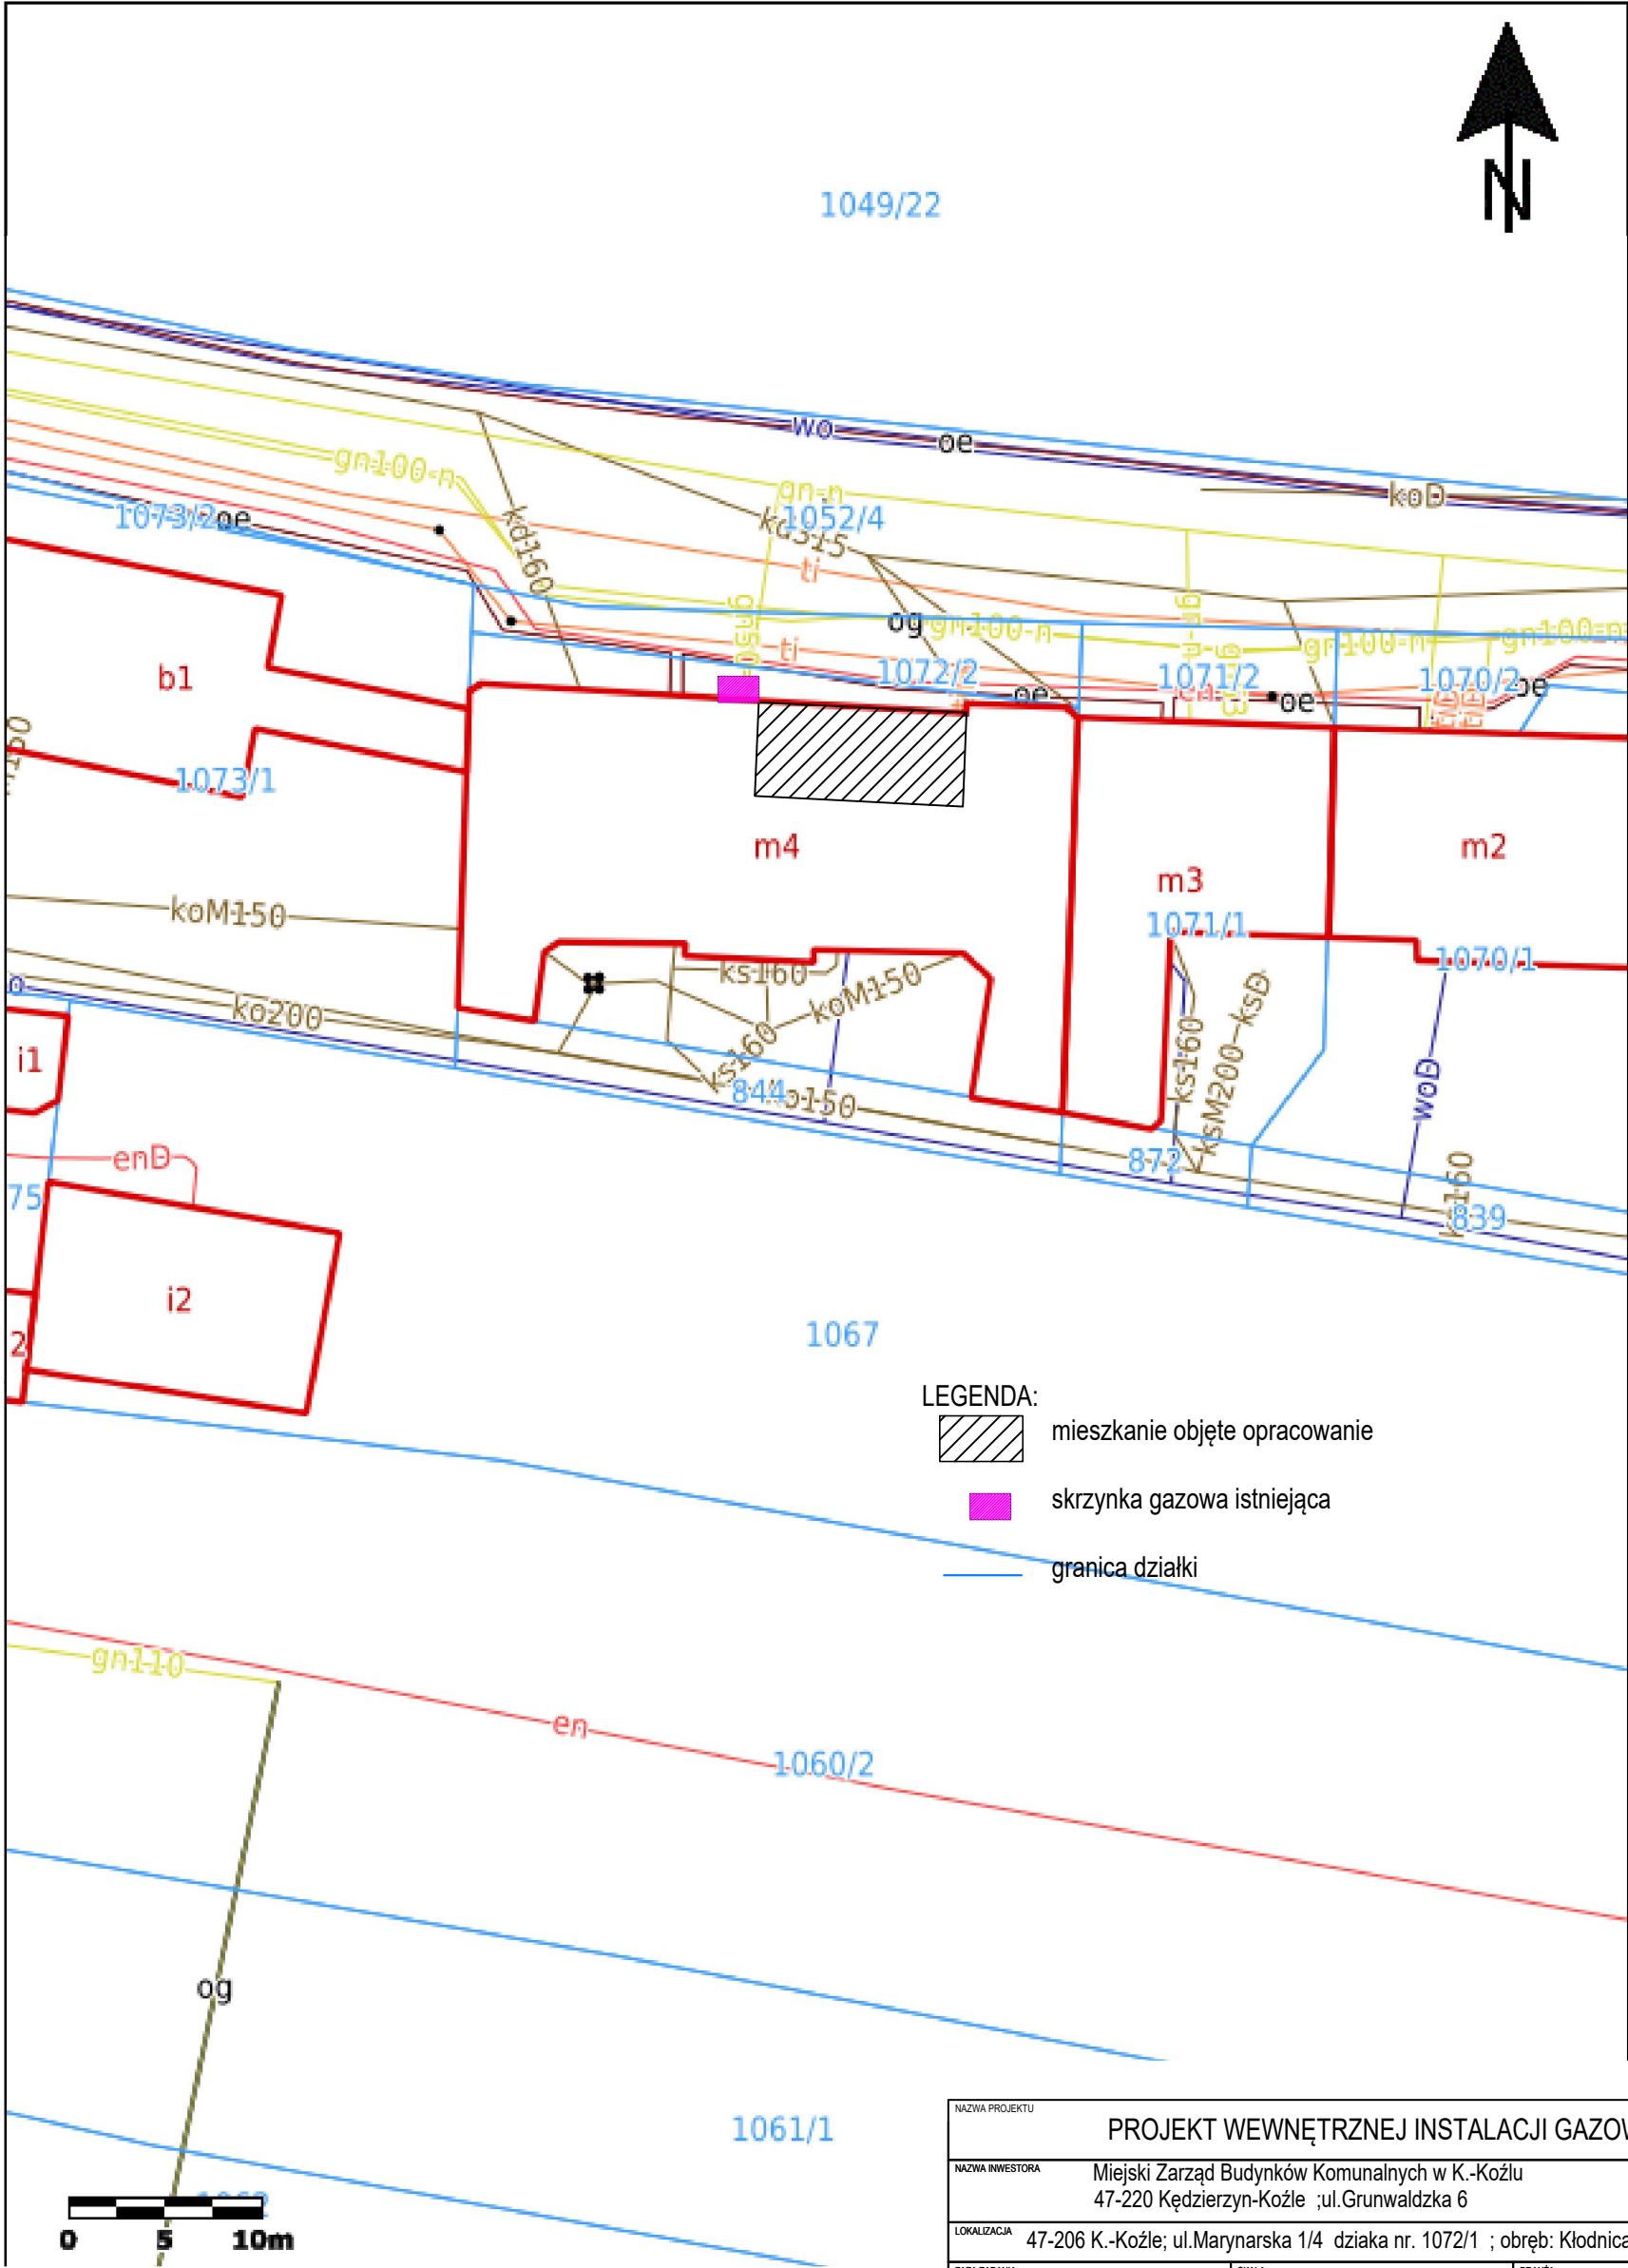 N
1049/22
wo
oe
koD
gn100-n
gn-n
1052/4
1073/2
oe
kd160
kd315
ti
gn50
og
gn100-n
gn100-n
gn100-n
ti
1072/2
1071/2
1070/2
oe
oe
oe
b1
1073/1
m4
m3
m2
1071/1
1070/1
koM150
ks160
koM150
ko200
ks160
ks160
ksM200
ksD
woD
i1
844
872
839
enD
75
i2
2
1067
LEGENDA:
mieszkanie objęte opracowanie
skrzynka gazowa istniejąca
granica działki
gn110
en
1060/2
og
1061/1
0 5 10m
NAZWA PROJEKTU
PROJEKT WEWNĘTRZNEJ INSTALACJI GAZOW
NAZWA INWESTORA
Miejski Zarząd Budynków Komunalnych w K.-Koźlu
47-220 Kędzierzyn-Koźle ;ul.Grunwaldzka 6
LOKALIZACJA 47-206 K.-Koźle; ul.Marynarska 1/4 dziaka nr. 1072/1 ; obręb: Kłodnica